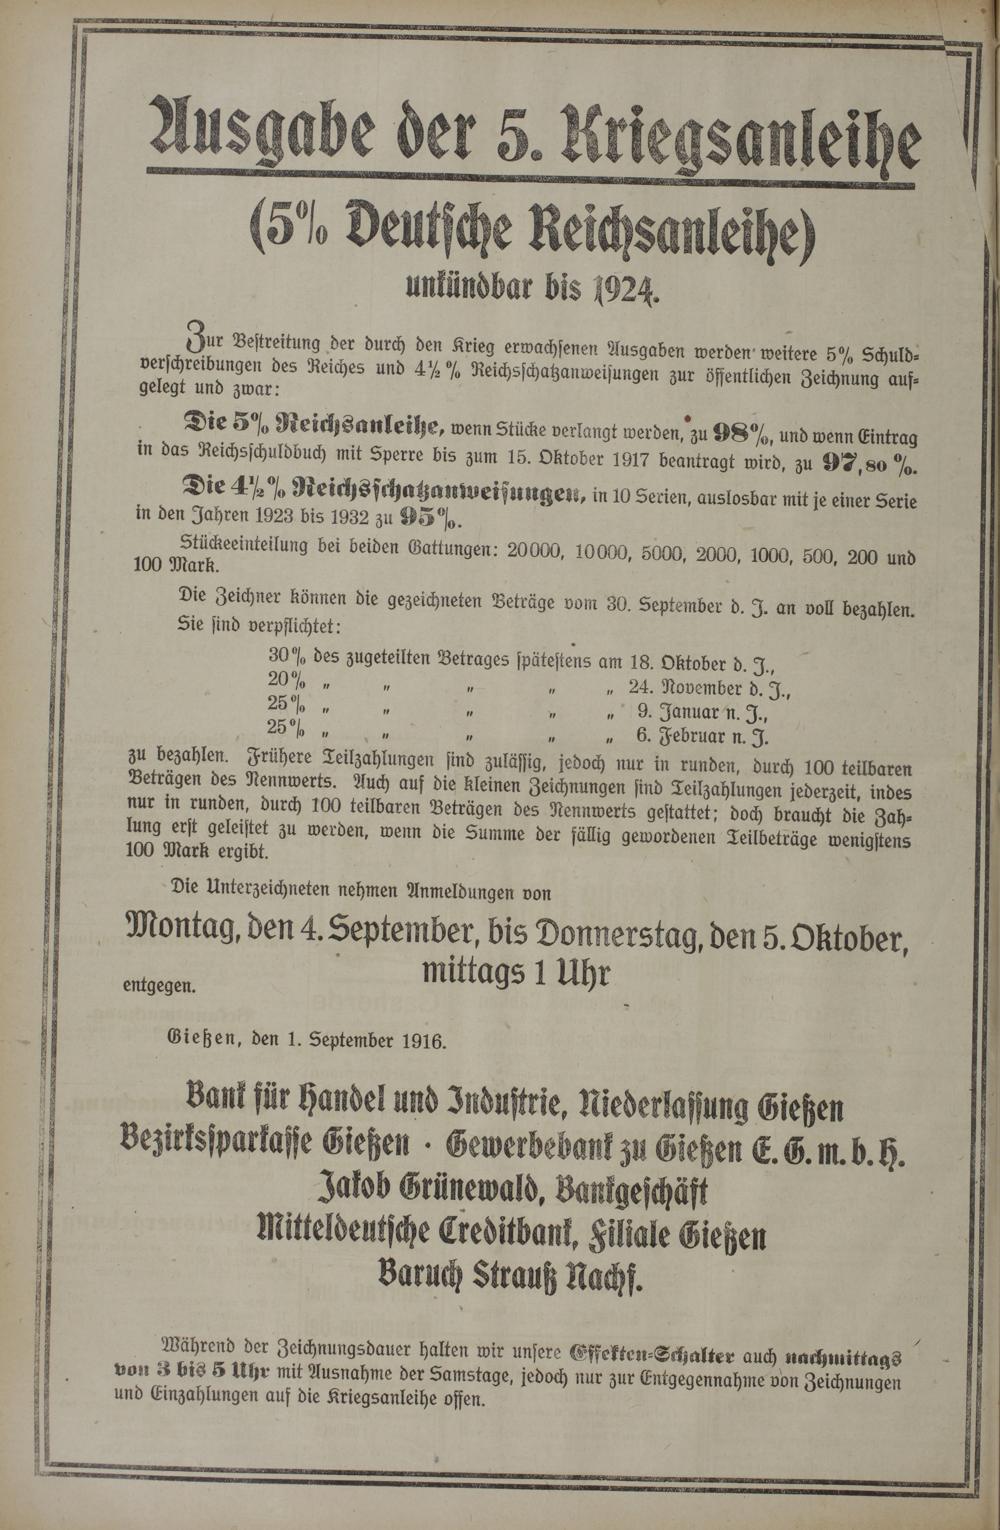 Ausgabe der 5. Kriegsanleihe
(5% Deutsche Reichsanleihe)
unkündbar bis 1924.
Zur Bestreitung der durch den Krieg erwachsenen Ausgaben werden weitere 5% Schuld-
verschreibungen des Reiches und 4½% Reichsschatzanweisungen zur öffentlichen Zeichnung auf-
gelegt und zwar:
Die 5% Reichsanleihe, wenn Stücke verlangt werden, zu 98%, und wenn Eintrag
in das Reichsschuldbuch mit Sperre bis zum 15. Oktober 1917 beantragt wird, zu 97,80 %.
Die 4½% Reichsschatzanweisungen, in 10 Serien, auslosbar mit je einer Serie
in den Jahren 1923 bis 1932 zu 95%.
Stückeeinteilung bei beiden Gattungen: 20000, 10000, 5000, 2000, 1000, 500, 200 und
100 Mark.
Die Zeichner können die gezeichneten Beträge vom 30. September d. J. an voll bezahlen.
Sie sind verpflichtet:
30% des zugeteilten Betrages spätestens am 18. Oktober d. J.,
20% „ „ „ „ „ 24. November d. J.,
25% „ „ „ „ „ 9. Januar n. J.,
25% „ „ „ „ „ 6. Februar n. J.
zu bezahlen. Frühere Teilzahlungen sind zulässig, jedoch nur in runden, durch 100 teilbaren
Beträgen des Nennwerts. Auch auf die kleinen Zeichnungen sind Teilzahlungen jederzeit, indes
nur in runden, durch 100 teilbaren Beträgen des Nennwerts gestattet; doch braucht die Zah-
lung erst geleistet zu werden, wenn die Summe der fällig gewordenen Teilbeträge wenigstens
100 Mark ergibt.
Die Unterzeichneten nehmen Anmeldungen von
Montag, den 4. September, bis Donnerstag, den 5. Oktober,
mittags 1 Uhr
entgegen.
Gießen, den 1. September 1916.
Bank für Handel und Industrie, Niederlassung Gießen
Bezirkssparkasse Gießen · Gewerbebank zu Gießen E. G. m. b. H.
Jakob Grünewald, Bankgeschäft
Mitteldeutsche Creditbank, Filiale Gießen
Baruch Strauß Nachf.
Während der Zeichnungsdauer halten wir unsere Effekten-Schalter auch nachmittags
von 3 bis 5 Uhr mit Ausnahme der Samstage, jedoch nur zur Entgegennahme von Zeichnungen
und Einzahlungen auf die Kriegsanleihe offen.